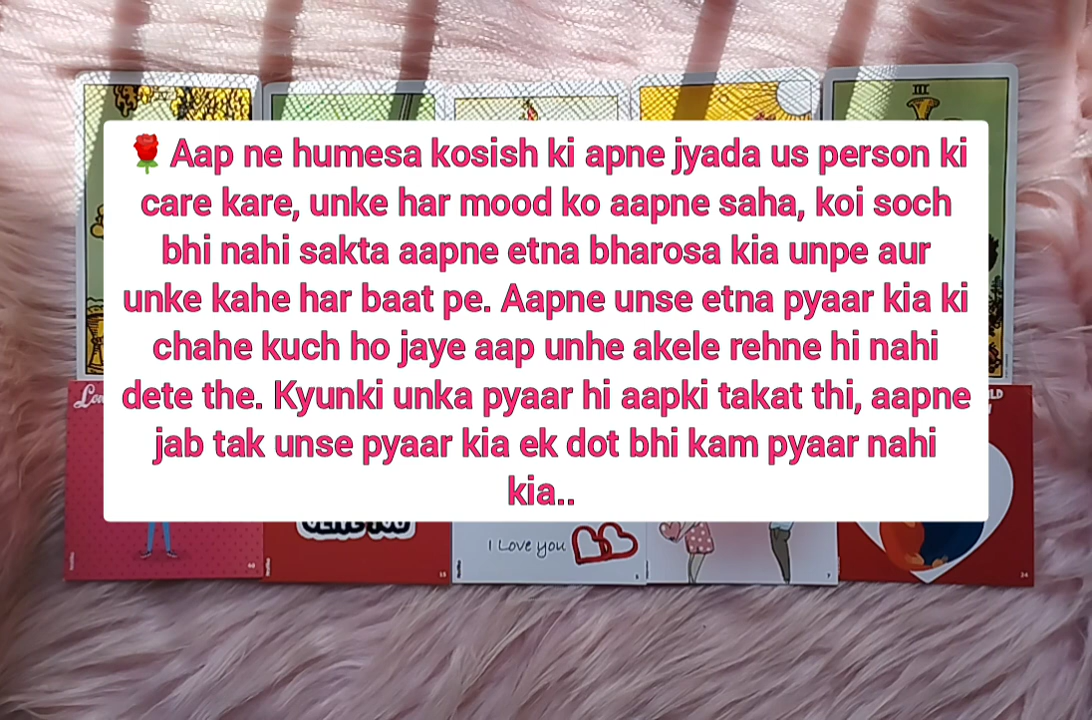 III
🌹Aap ne humesa kosish ki apne jyada us person ki
care kare, unke har mood ko aapne saha, koi soch
bhi nahi sakta aapne etna bharosa kia unpe aur
unke kahe har baat pe. Aapne unse etna pyaar kia ki
chahe kuch ho jaye aap unhe akele rehne hi nahi
dete the. Kyunki unka pyaar hi aapki takat thi, aapne
jab tak unse pyaar kia ek dot bhi kam pyaar nahi
kia..
I Love you